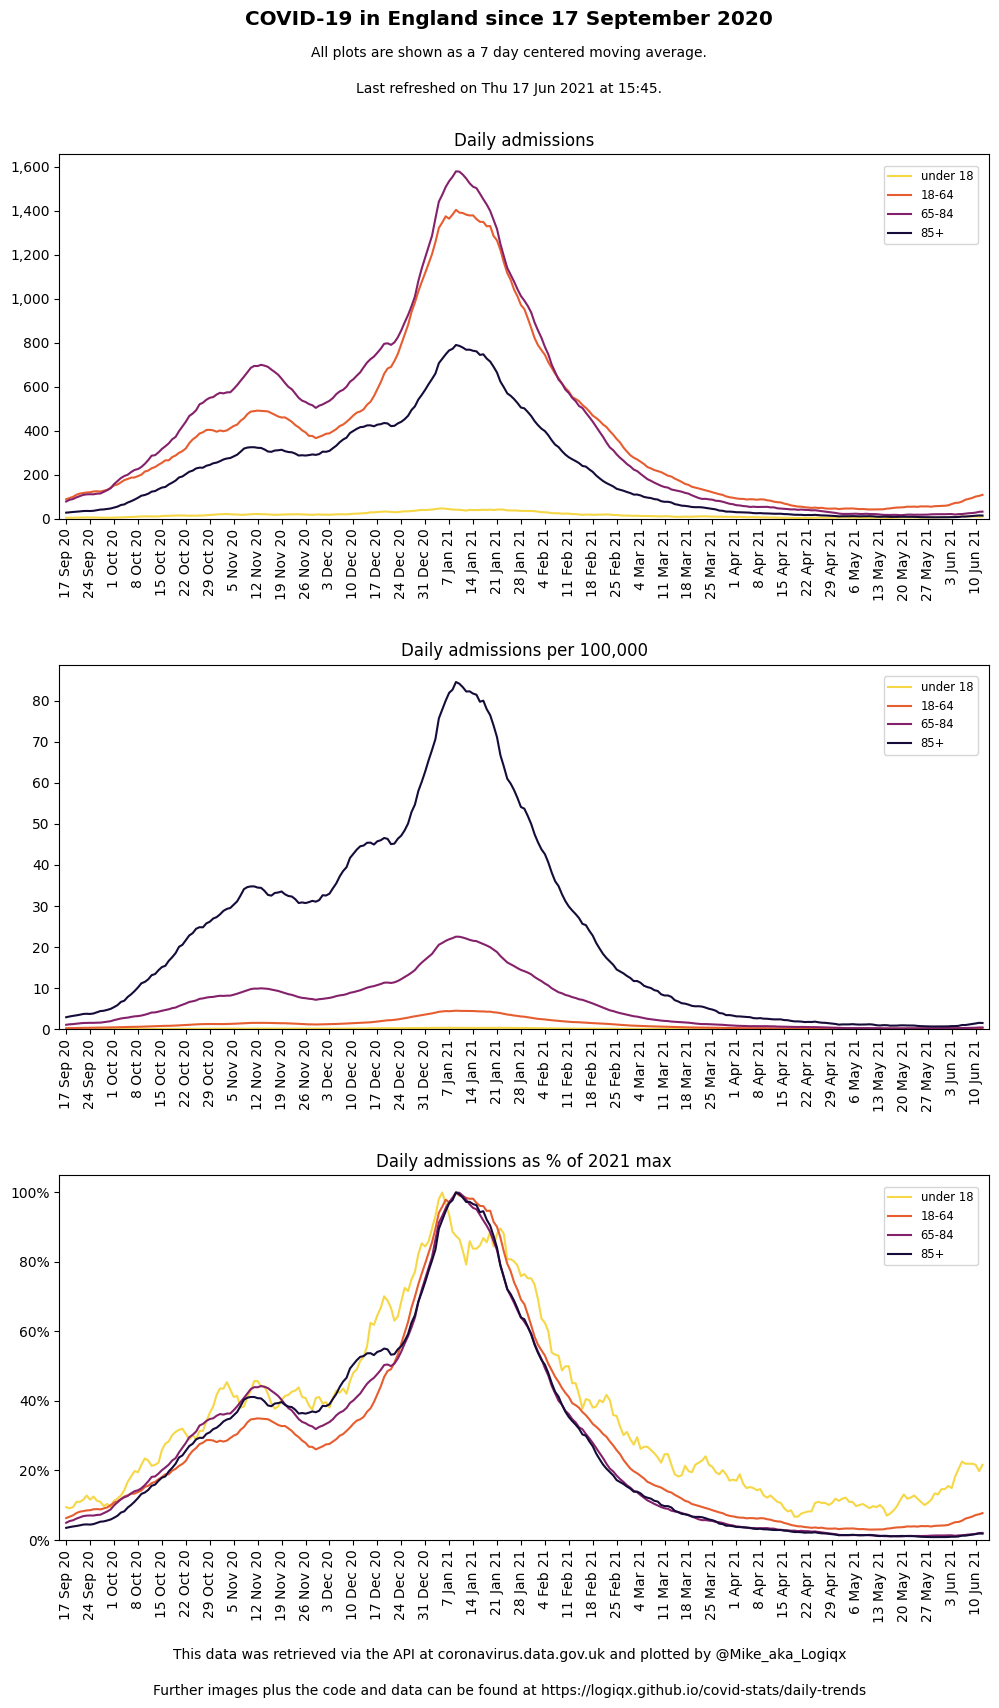 COVID-19 in England since 17 September 2020
All plots are shown as a 7 day centered moving average.
Last refreshed on Thu 17 Jun 2021 at 15:45.
Daily admissions
1,600
1,400
1,200
1,000
800
600
400
200
0
under 18
18-64
65-84
85+
17 Sep 20
24 Sep 20
1 Oct 20
8 Oct 20
15 Oct 20
22 Oct 20
29 Oct 20
5 Nov 20
12 Nov 20
19 Nov 20
26 Nov 20
3 Dec 20
10 Dec 20
17 Dec 20
24 Dec 20
31 Dec 20
7 Jan 21
14 Jan 21
21 Jan 21
28 Jan 21
4 Feb 21
11 Feb 21
18 Feb 21
25 Feb 21
4 Mar 21
11 Mar 21
18 Mar 21
25 Mar 21
1 Apr 21
8 Apr 21
15 Apr 21
22 Apr 21
29 Apr 21
6 May 21
13 May 21
20 May 21
27 May 21
3 Jun 21
10 Jun 21
Daily admissions per 100,000
80
70
60
50
40
30
20
10
0
under 18
18-64
65-84
85+
17 Sep 20
24 Sep 20
1 Oct 20
8 Oct 20
15 Oct 20
22 Oct 20
29 Oct 20
5 Nov 20
12 Nov 20
19 Nov 20
26 Nov 20
3 Dec 20
10 Dec 20
17 Dec 20
24 Dec 20
31 Dec 20
7 Jan 21
14 Jan 21
21 Jan 21
28 Jan 21
4 Feb 21
11 Feb 21
18 Feb 21
25 Feb 21
4 Mar 21
11 Mar 21
18 Mar 21
25 Mar 21
1 Apr 21
8 Apr 21
15 Apr 21
22 Apr 21
29 Apr 21
6 May 21
13 May 21
20 May 21
27 May 21
3 Jun 21
10 Jun 21
Daily admissions as % of 2021 max
100%
80%
60%
40%
20%
0%
under 18
18-64
65-84
85+
17 Sep 20
24 Sep 20
1 Oct 20
8 Oct 20
15 Oct 20
22 Oct 20
29 Oct 20
5 Nov 20
12 Nov 20
19 Nov 20
26 Nov 20
3 Dec 20
10 Dec 20
17 Dec 20
24 Dec 20
31 Dec 20
7 Jan 21
14 Jan 21
21 Jan 21
28 Jan 21
4 Feb 21
11 Feb 21
18 Feb 21
25 Feb 21
4 Mar 21
11 Mar 21
18 Mar 21
25 Mar 21
1 Apr 21
8 Apr 21
15 Apr 21
22 Apr 21
29 Apr 21
6 May 21
13 May 21
20 May 21
27 May 21
3 Jun 21
10 Jun 21
This data was retrieved via the API at coronavirus.data.gov.uk and plotted by @Mike_aka_Logiqx
Further images plus the code and data can be found at https://logiqx.github.io/covid-stats/daily-trends